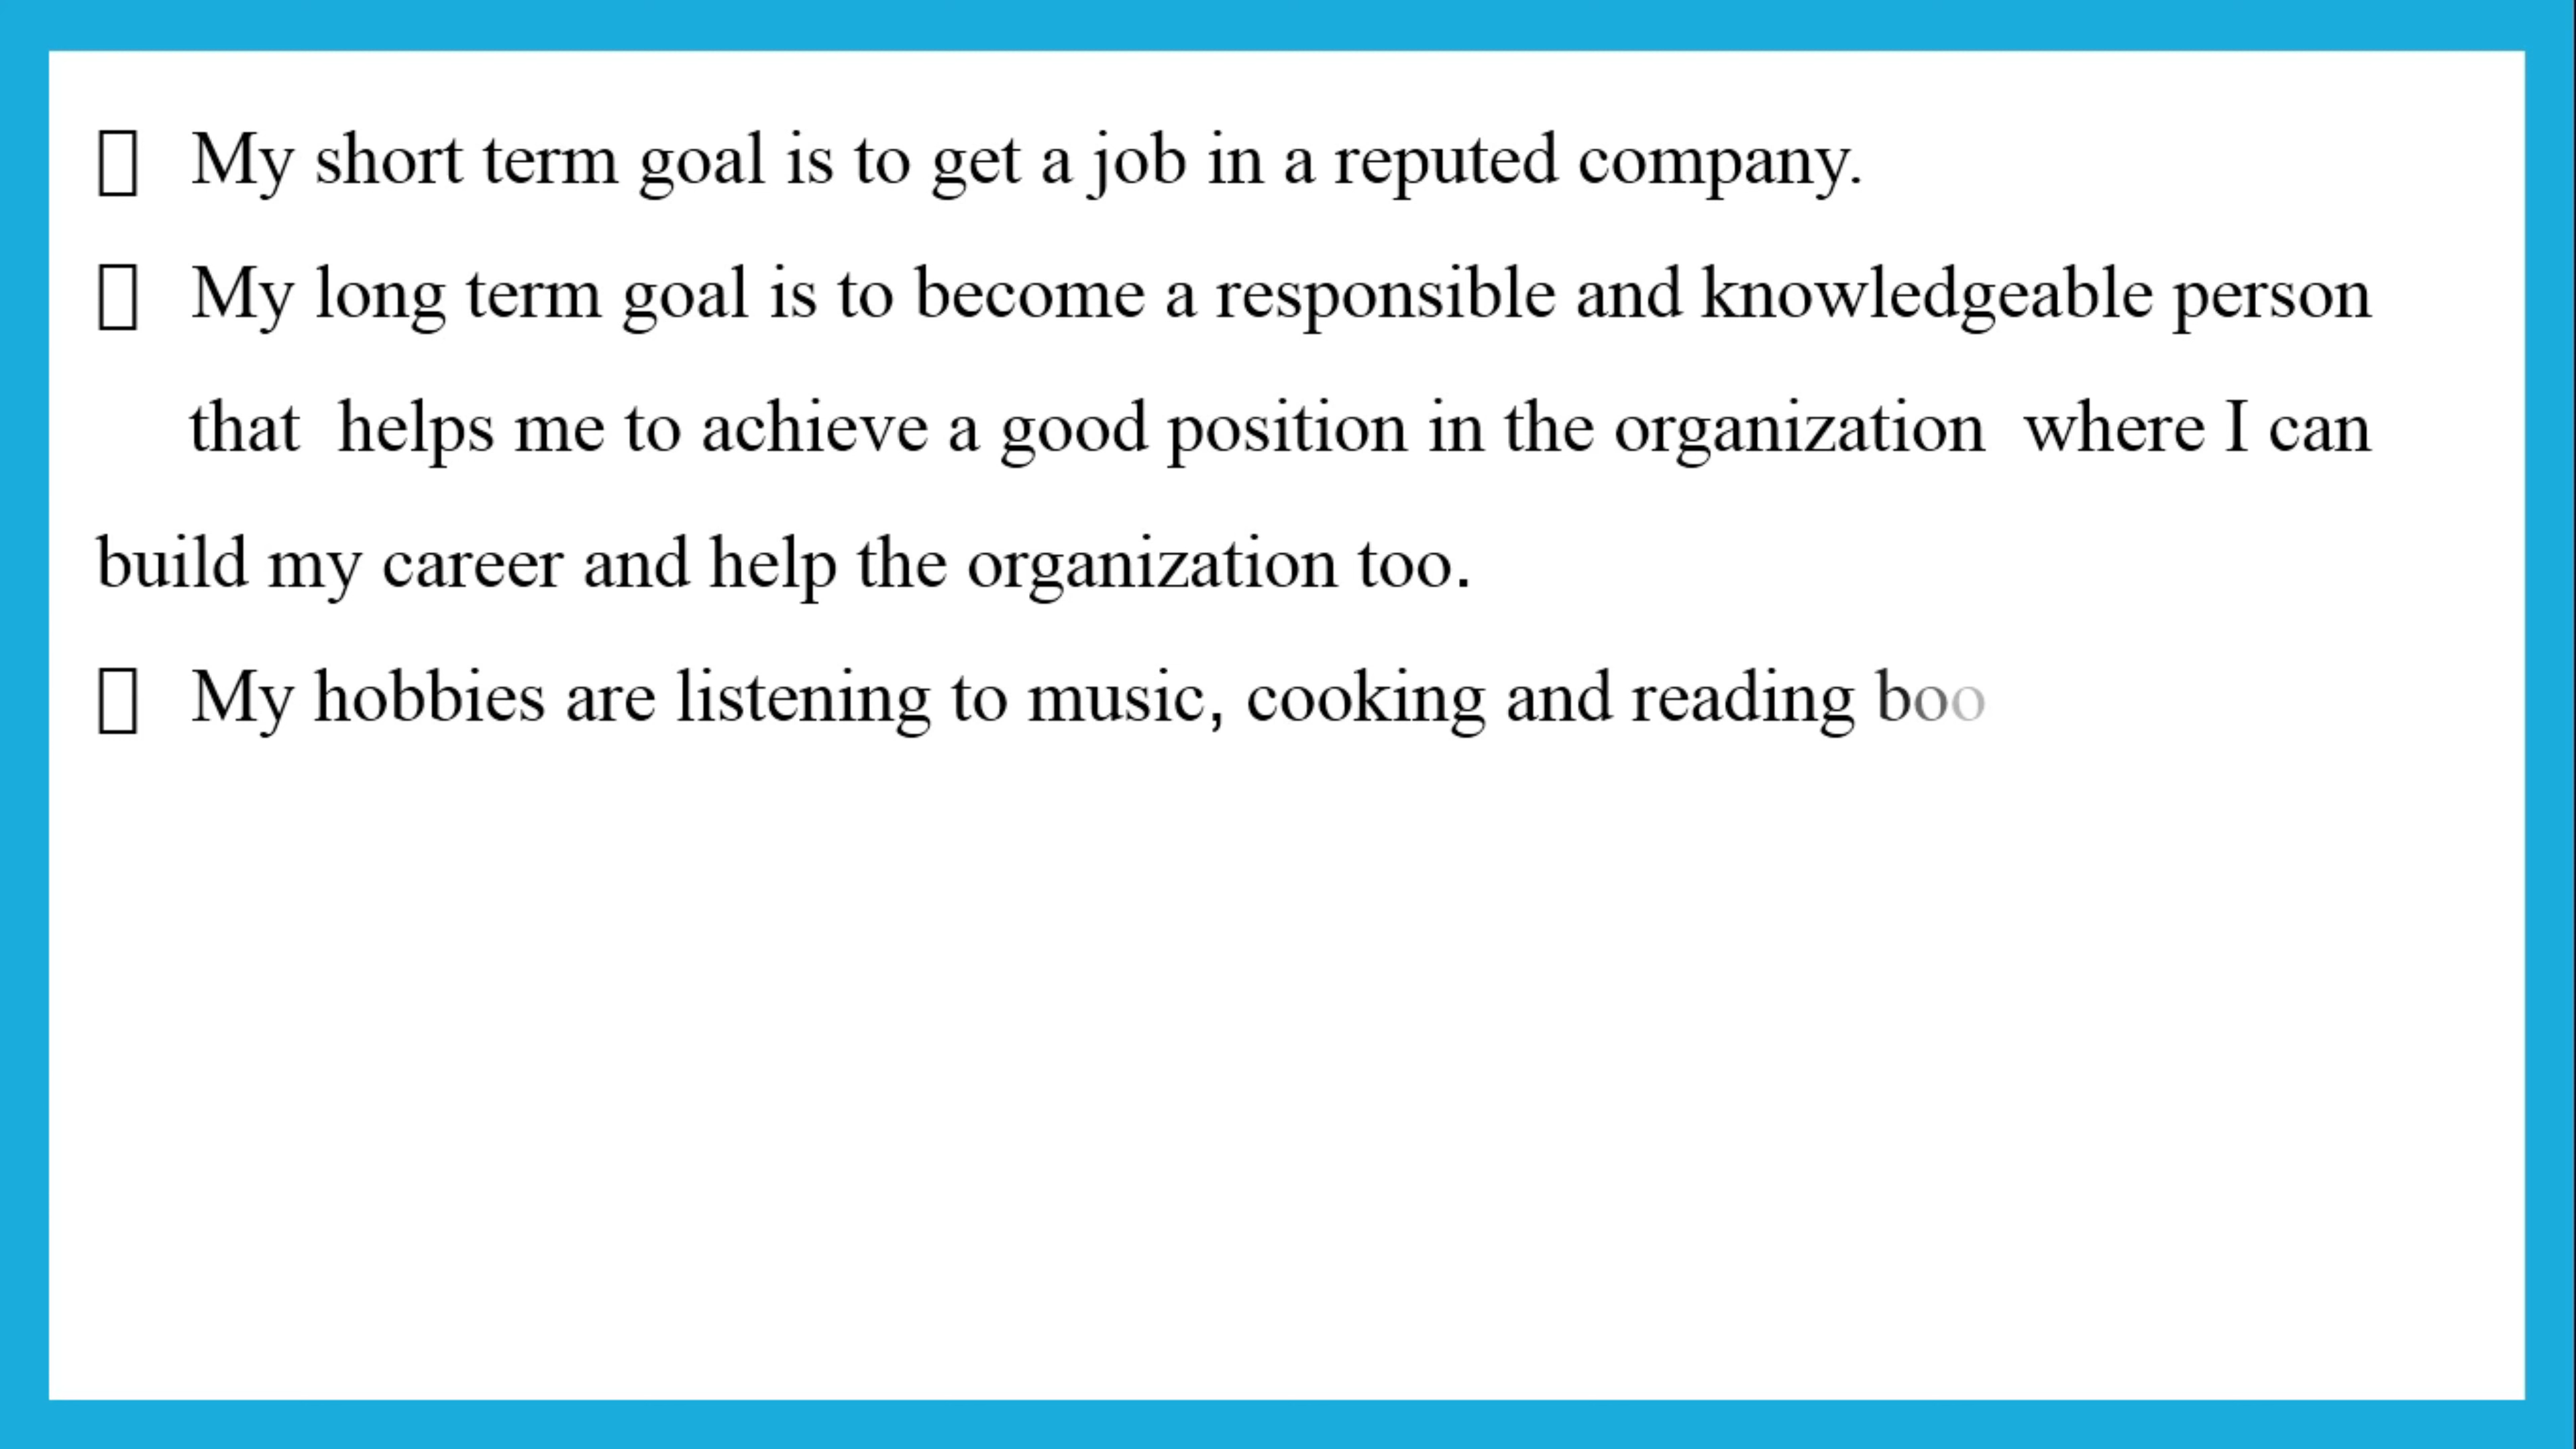 ▯ My short term goal is to get a job in a reputed company.
▯ My long term goal is to become a responsible and knowledgeable person
that helps me to achieve a good position in the organization where I can
build my career and help the organization too.
▯ My hobbies are listening to music, cooking and reading boo